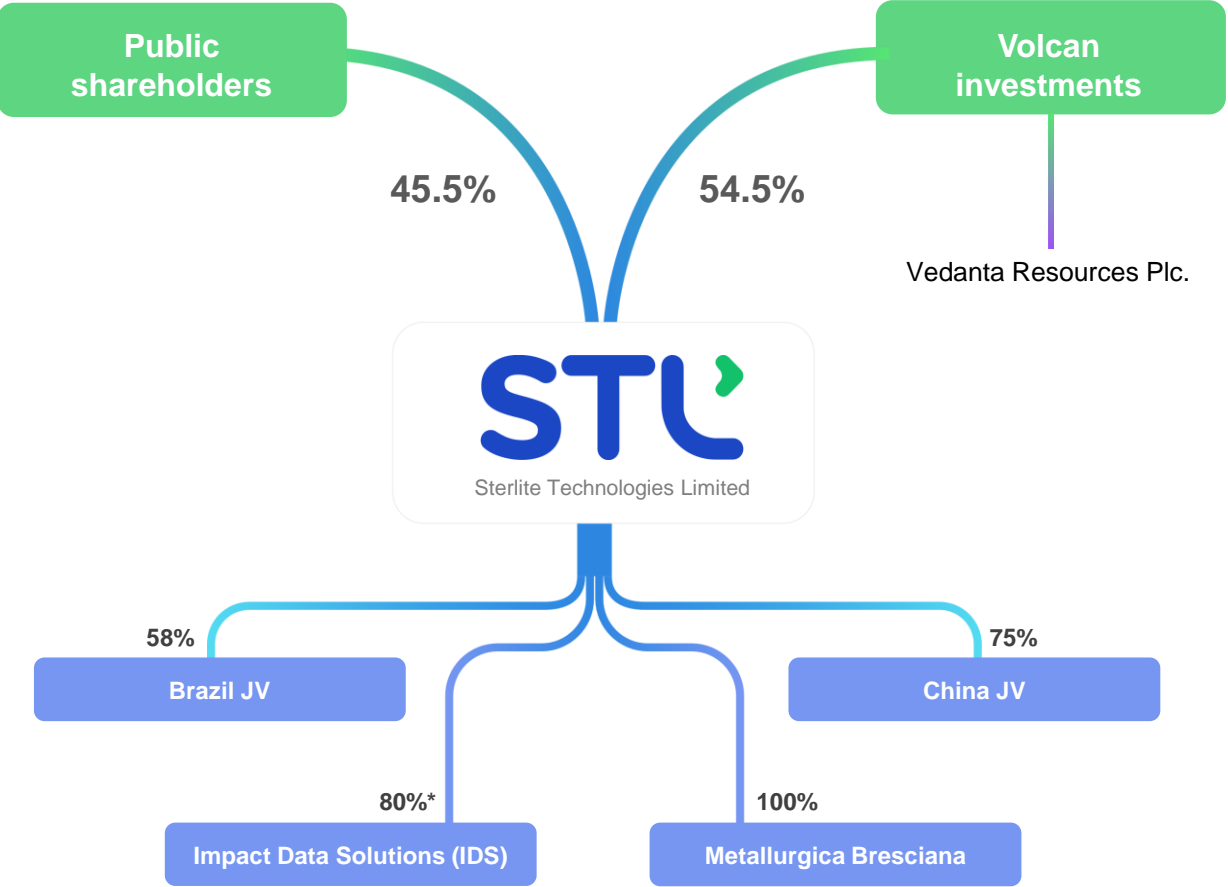 Public
shareholders
Volcan
investments
45.5%
54.5%
Vedanta Resources Plc.
STL
Sterlite Technologies Limited
58%
75%
Brazil JV
China JV
80%*
100%
Impact Data Solutions (IDS)
Metallurgica Bresciana